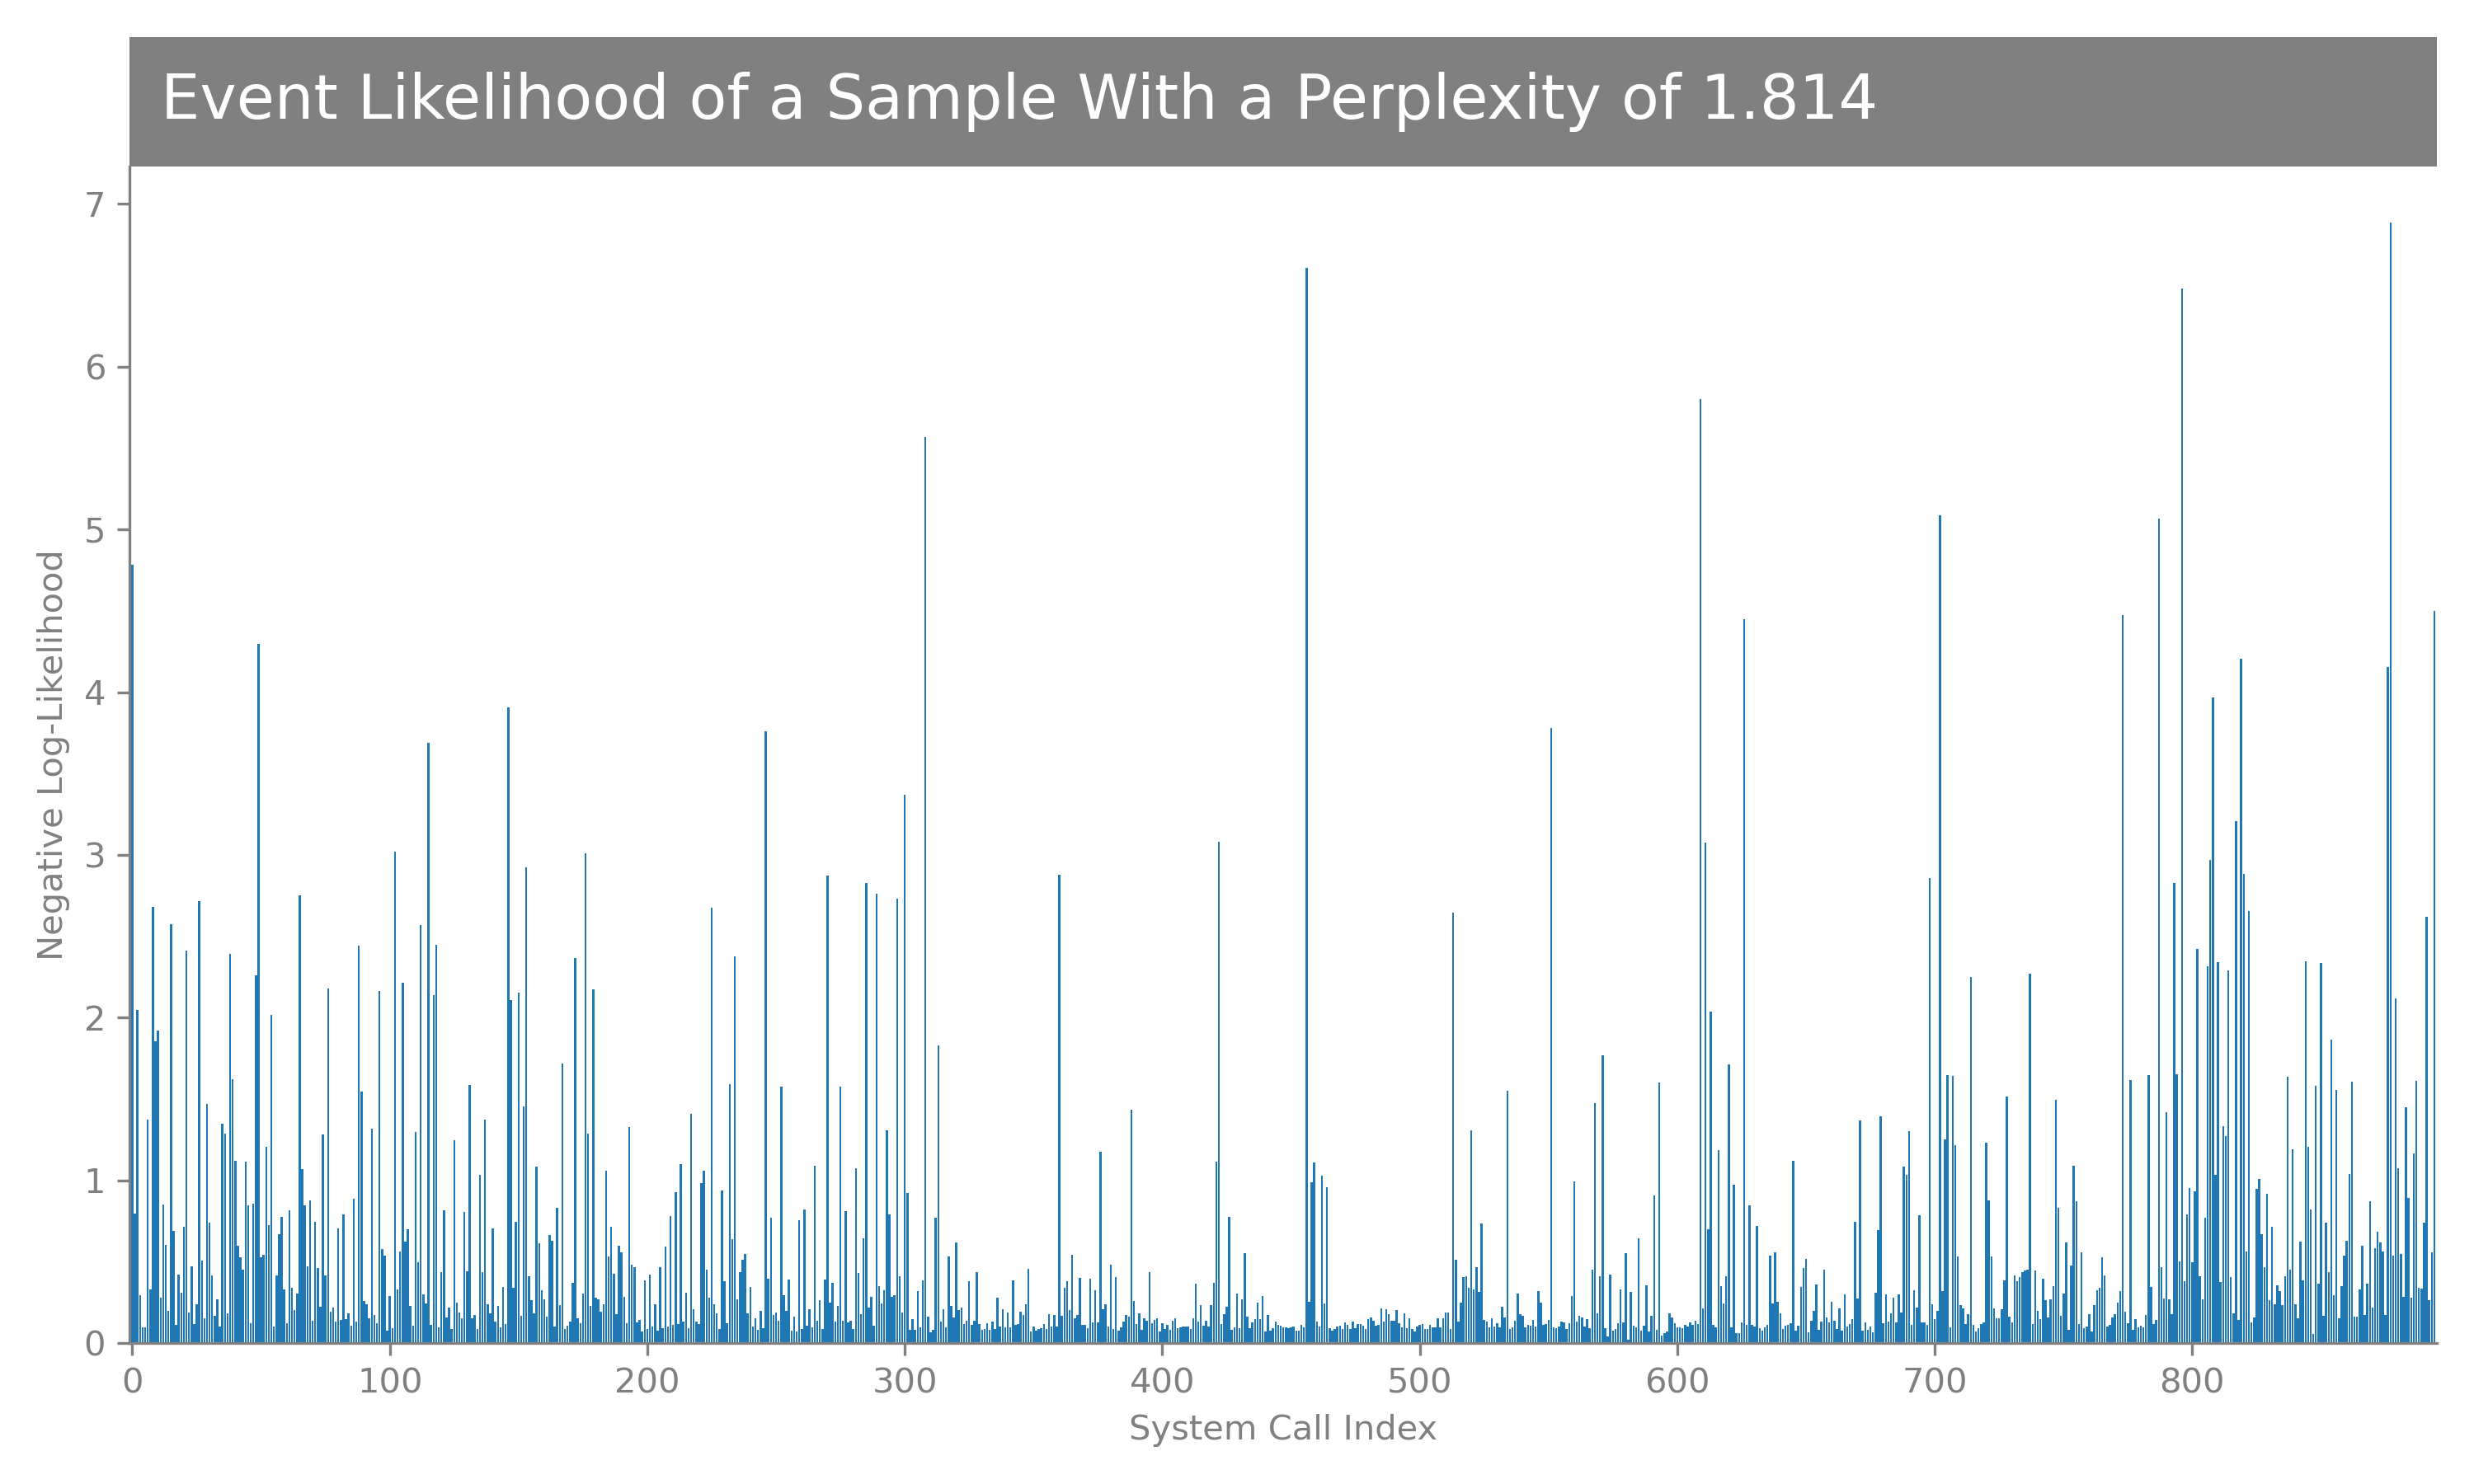 Event Likelihood of a Sample With a Perplexity of 1.814
7
6
5
4
3
2
1
0
Negative Log-Likelihood
0 100 200 300 400 500 600 700 800
System Call Index